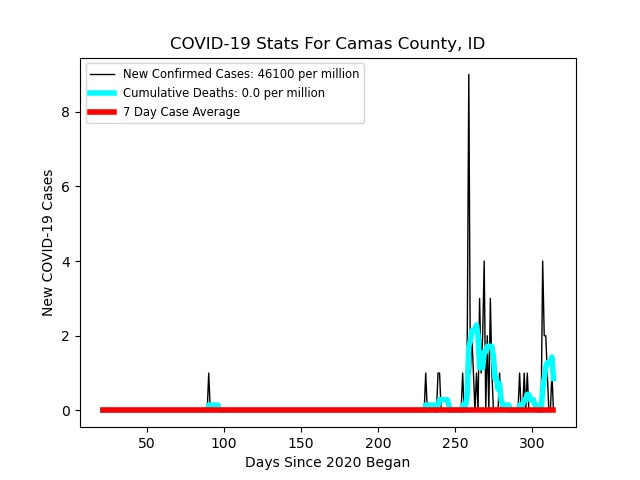 COVID-19 Stats For Camas County, ID
New Confirmed Cases: 46100 per million
Cumulative Deaths: 0.0 per million
7 Day Case Average
New COVID-19 Cases
8
6
4
2
0
50 100 150 200 250 300
Days Since 2020 Began